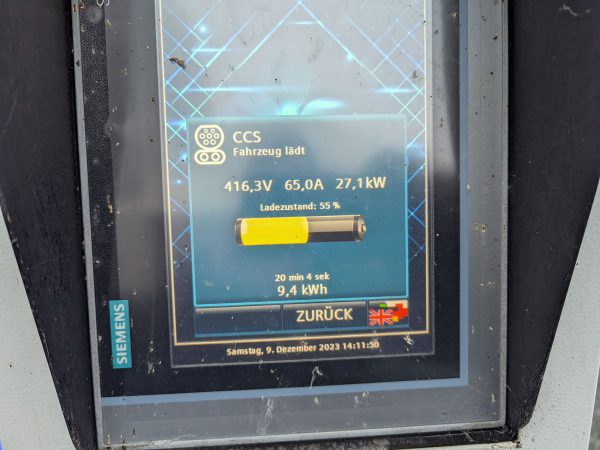 CCS
Fahrzeug lädt
416,3V 65,0A 27,1kW
Ladezustand: 55 %
20 min 4 sek
9,4 kWh
ZURÜCK
SIEMENS
Samstag, 9. Dezember 2023 14:11:50